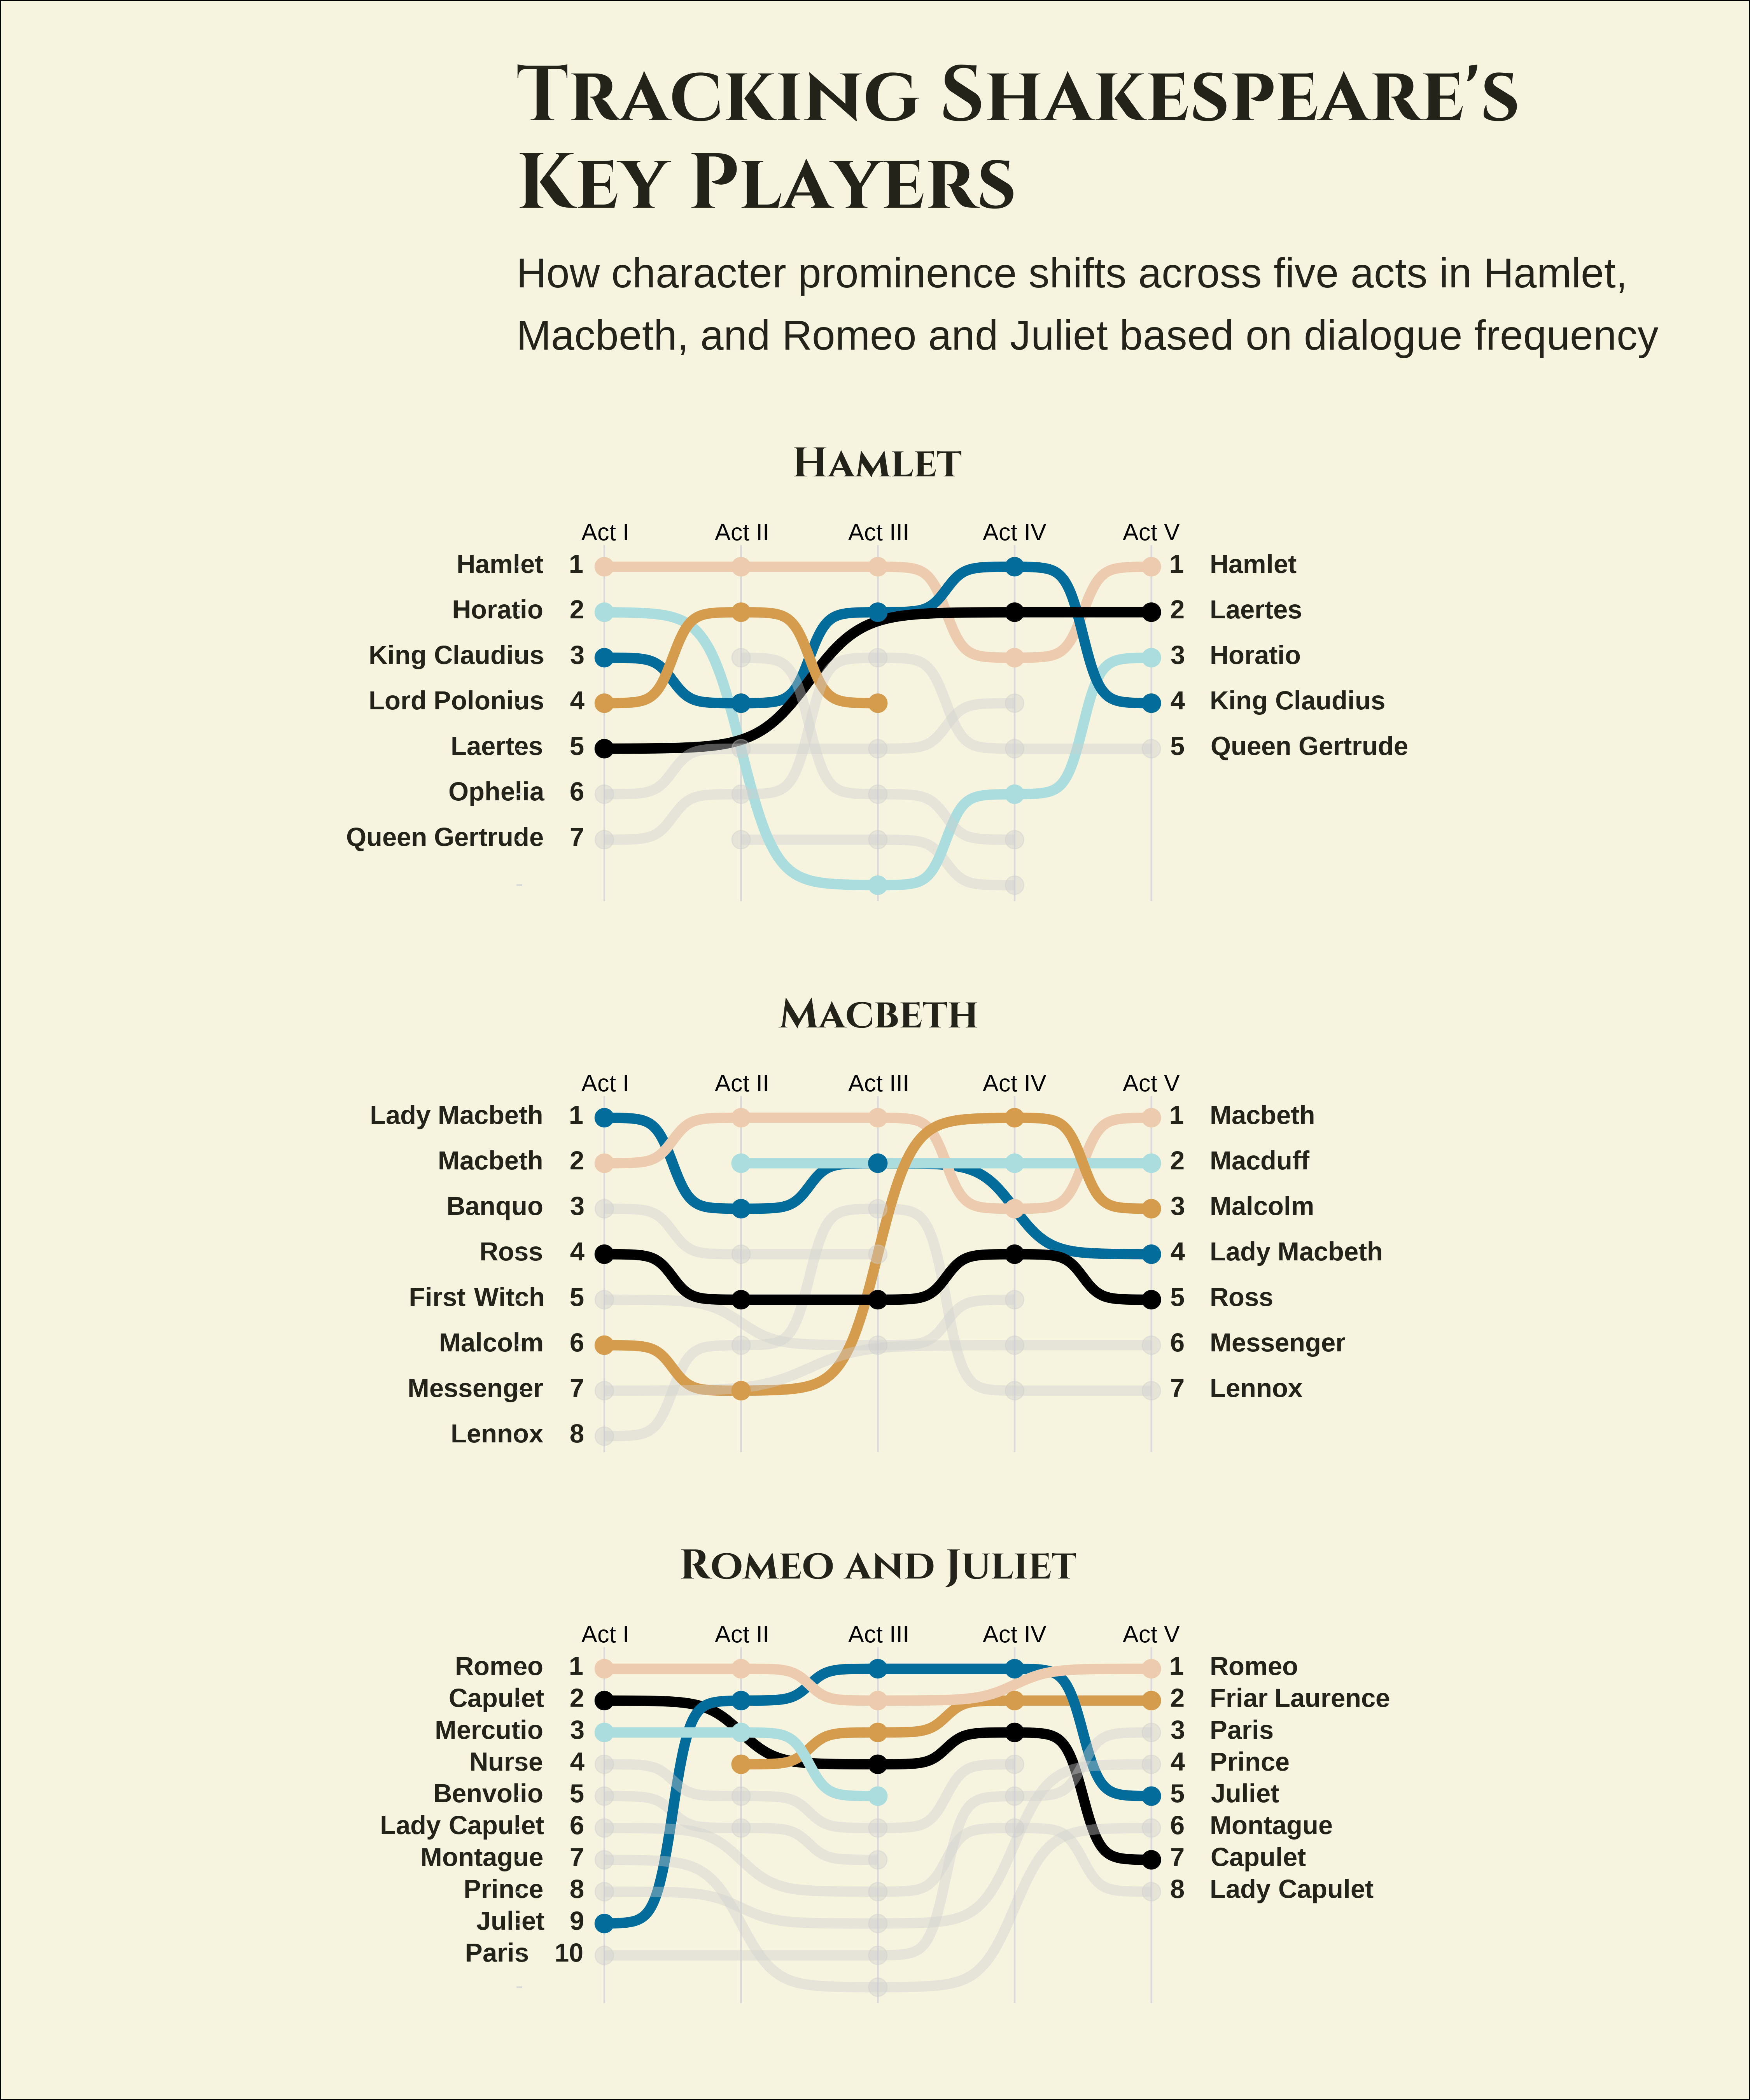 Tracking Shakespeare's
Key Players
How character prominence shifts across five acts in Hamlet,
Macbeth, and Romeo and Juliet based on dialogue frequency
Hamlet
Act I Act II Act III Act IV Act V
Hamlet 1 1 Hamlet
Horatio 2 2 Laertes
King Claudius 3 3 Horatio
Lord Polonius 4 4 King Claudius
Laertes 5 5 Queen Gertrude
Ophelia 6
Queen Gertrude 7
Macbeth
Act I Act II Act III Act IV Act V
Lady Macbeth 1 1 Macbeth
Macbeth 2 2 Macduff
Banquo 3 3 Malcolm
Ross 4 4 Lady Macbeth
First Witch 5 5 Ross
Malcolm 6 6 Messenger
Messenger 7 7 Lennox
Lennox 8
Romeo and Juliet
Act I Act II Act III Act IV Act V
Romeo 1 1 Romeo
Capulet 2 2 Friar Laurence
Mercutio 3 3 Paris
Nurse 4 4 Prince
Benvolio 5 5 Juliet
Lady Capulet 6 6 Montague
Montague 7 7 Capulet
Prince 8 8 Lady Capulet
Juliet 9
Paris 10